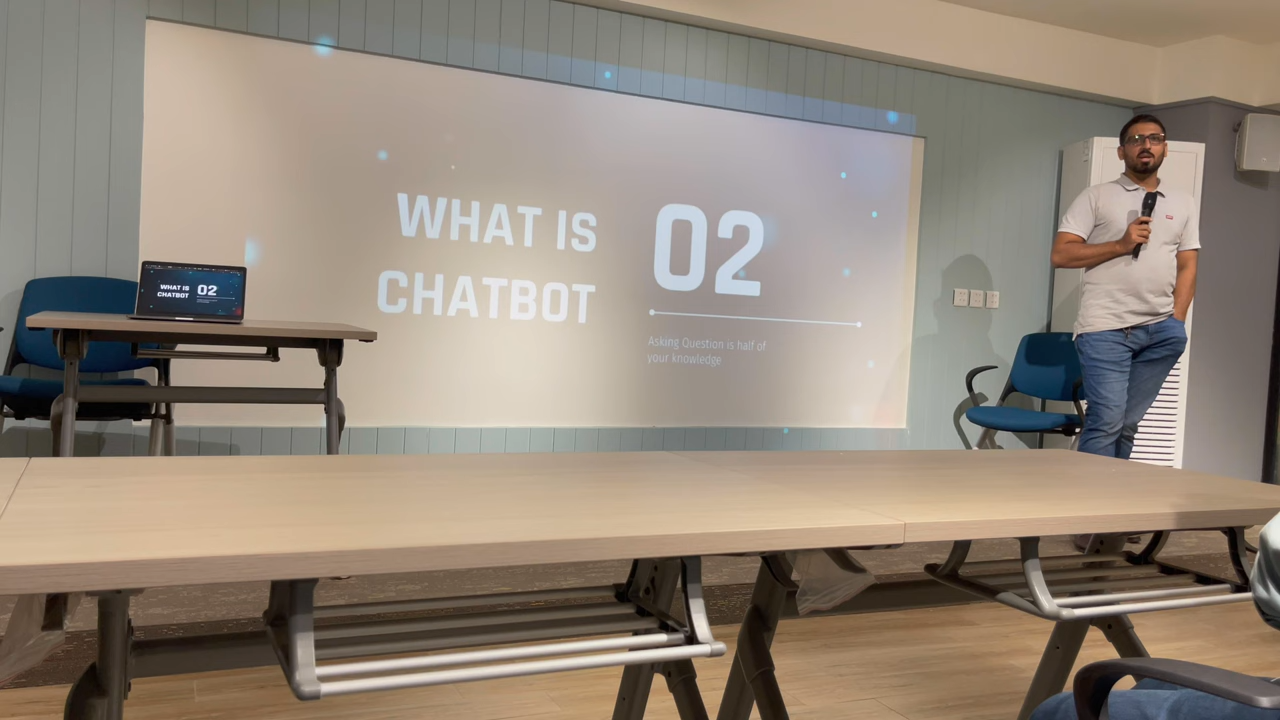 WHAT IS
CHATBOT
02
Asking Question is half of
your knowledge
WHAT IS
CHATBOT
02